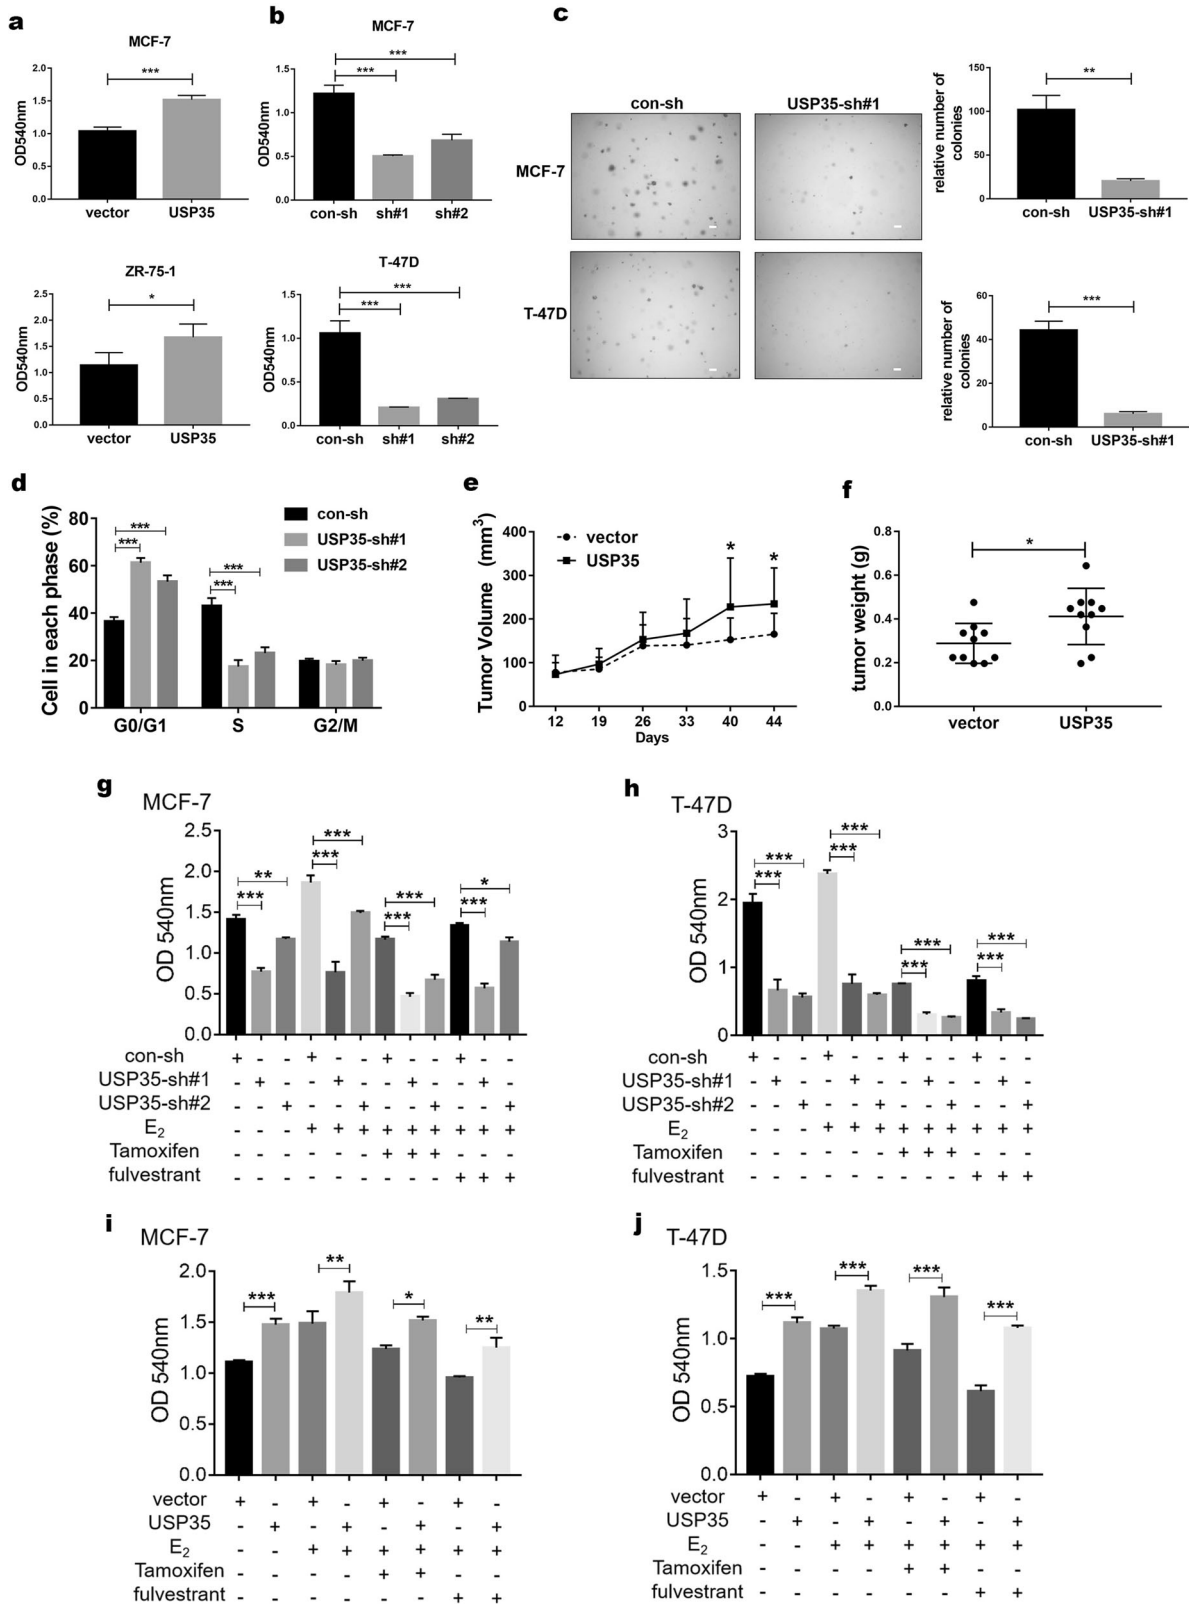 a
MCF-7
***
OD540nm
2.0
1.5
1.0
0.5
0.0
vector USP35
ZR-75-1
*
OD540nm
2.5
2.0
1.5
1.0
0.5
0.0
vector USP35
b
MCF-7
***
***
OD540nm
1.5
1.0
0.5
0.0
con-sh sh#1 sh#2
T-47D
***
***
OD540nm
1.5
1.0
0.5
0.0
con-sh sh#1 sh#2
c
con-sh USP35-sh#1
MCF-7
T-47D
relative number of
colonies
150
100
50
0
**
con-sh USP35-sh#1
relative number of
colonies
60
40
20
0
***
con-sh USP35-sh#1
d
Cell in each phase (%)
80
60
40
20
0
***
***
***
***
G0/G1 S G2/M
con-sh
USP35-sh#1
USP35-sh#2
e
Tumor Volume (mm³)
400
300
200
100
0
vector
USP35
* *
12 19 26 33 40 44
Days
f
tumor weight (g)
0.8
0.6
0.4
0.2
0.0
*
vector USP35
g
MCF-7
OD 540nm
2.5
2.0
1.5
1.0
0.5
0.0
** *** *** *
*** *** *** ***
con-sh + - - + - - + - - + - -
USP35-sh#1 - + - - + - - + - - + -
USP35-sh#2 - - + - - + - - + - - +
E₂ - - - + + + + + + + + +
Tamoxifen - - - - - - + + + - - -
fulvestrant - - - - - - - - - + + +
h
T-47D
OD 540nm
3
2
1
0
*** *** *** ***
*** *** *** ***
con-sh + - - + - - + - - + - -
USP35-sh#1 - + - - + - - + - - + -
USP35-sh#2 - - + - - + - - + - - +
E₂ - - - + + + + + + + + +
Tamoxifen - - - - - - + + + - - -
fulvestrant - - - - - - - - - + + +
i
MCF-7
OD 540nm
2.0
1.5
1.0
0.5
0.0
*** ** * **
vector + - + - + - + -
USP35 - + - + - + - +
E₂ - - + + + + + +
Tamoxifen - - - - + + - -
fulvestrant - - - - - - + +
j
T-47D
OD 540nm
1.5
1.0
0.5
0.0
*** *** *** ***
vector + - + - + - + -
USP35 - + - + - + - +
E₂ - - + + + + + +
Tamoxifen - - - - + + - -
fulvestrant - - - - - - + +